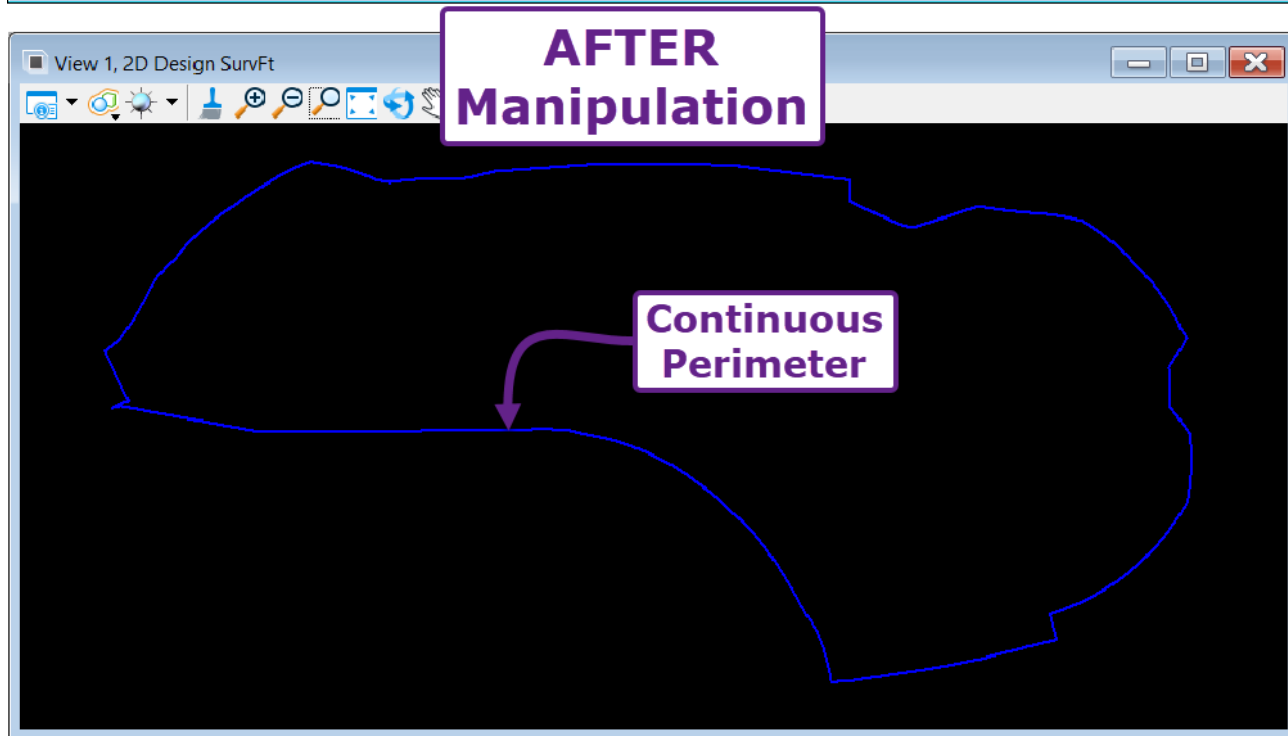 AFTER
Manipulation
View 1, 2D Design SurvFt
Continuous
Perimeter